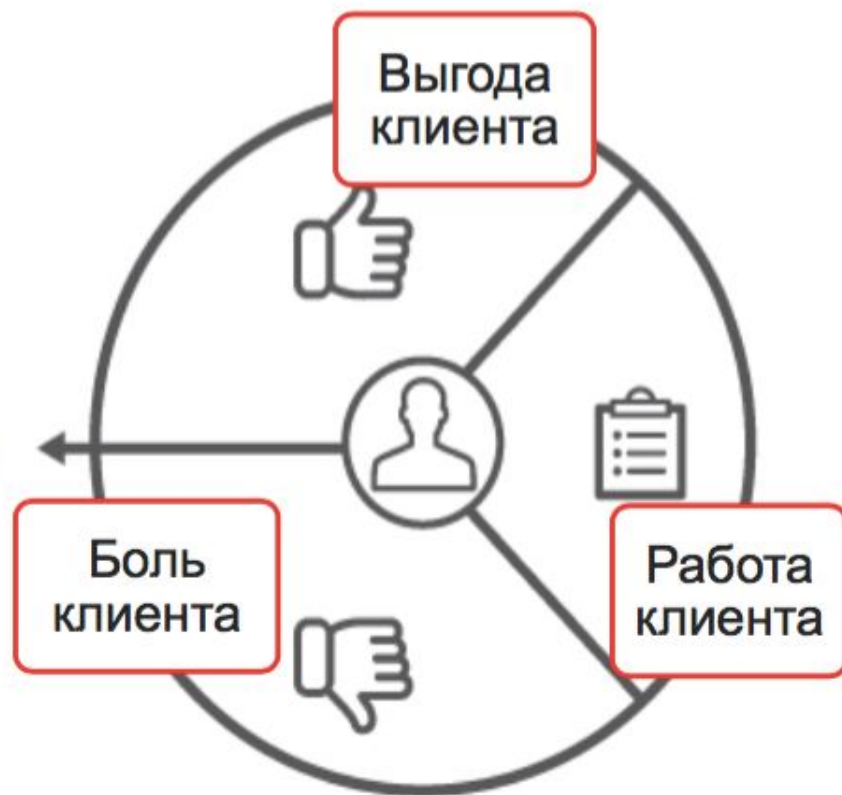 Выгода
клиента
Боль
клиента
Работа
клиента